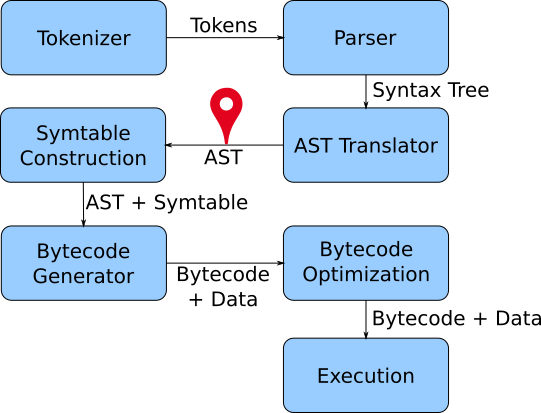 Tokenizer
Tokens
Parser
Syntax Tree
Symtable
Construction
AST
AST Translator
AST + Symtable
Bytecode
Generator
Bytecode
+ Data
Bytecode
Optimization
Bytecode + Data
Execution